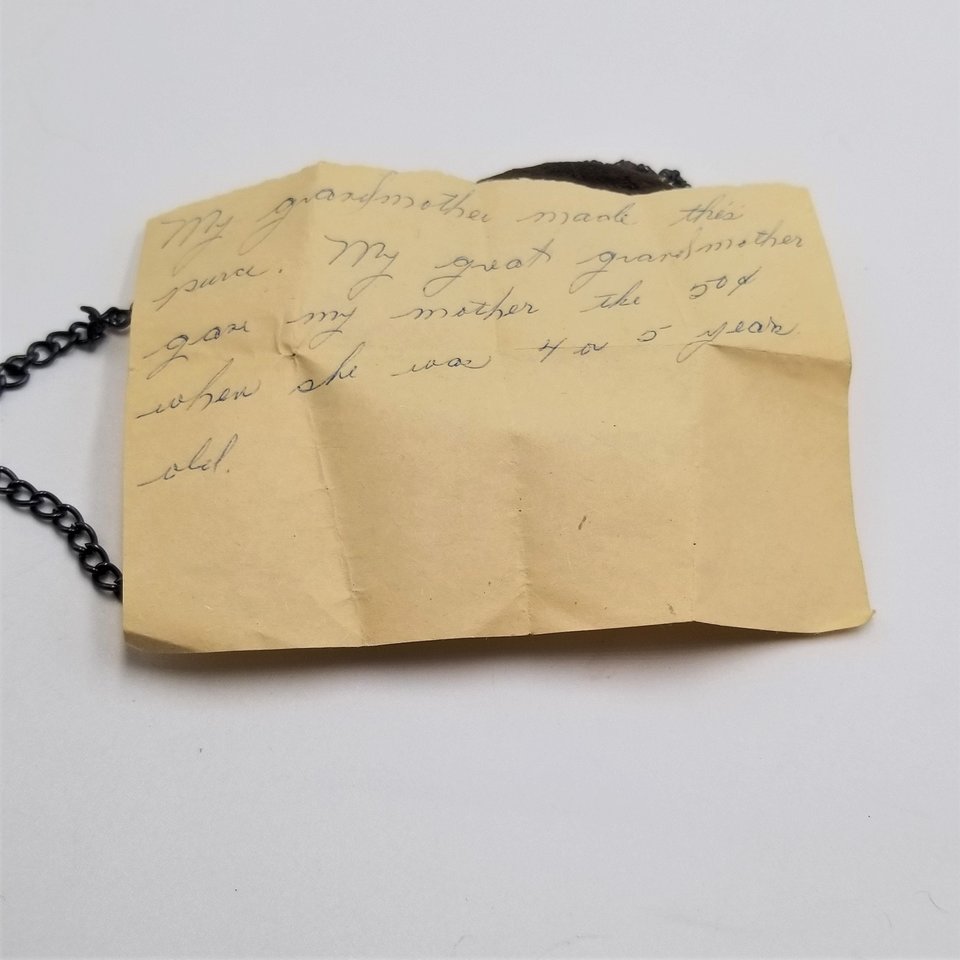 My grandmother made this
purse. My great grandmother
gave my mother the 50¢
when she was 4 or 5 years
old.